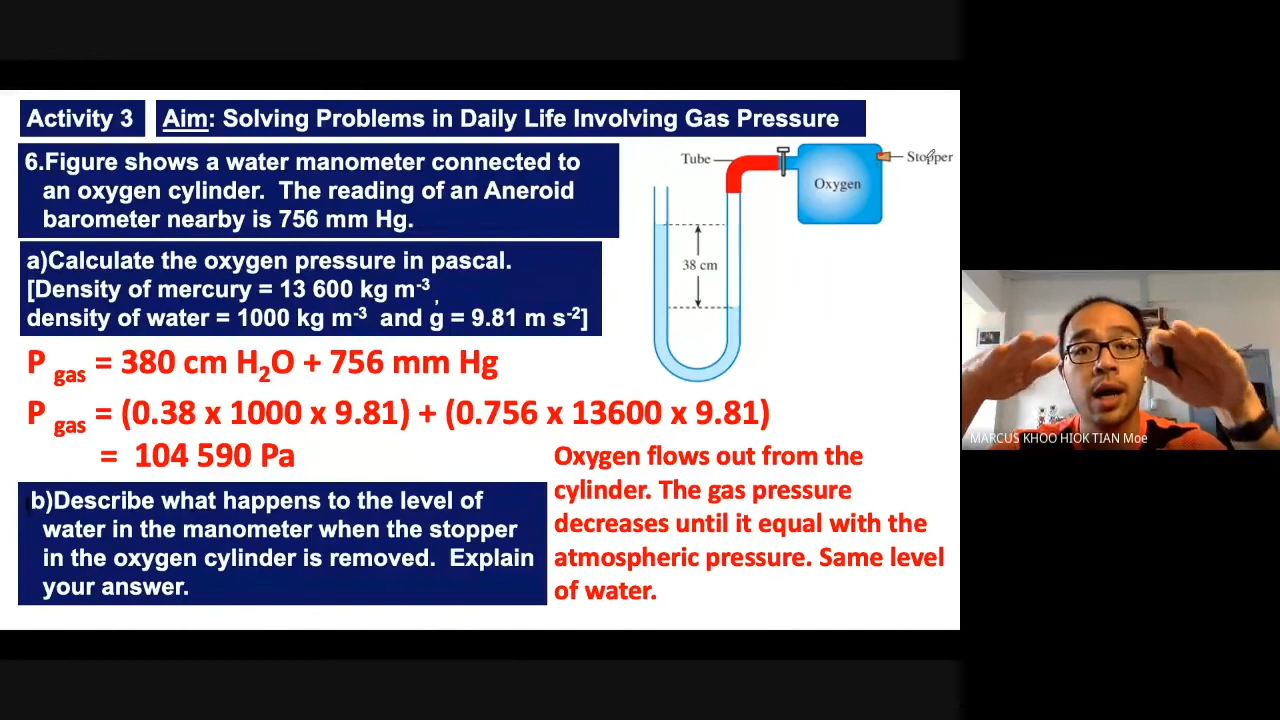 Activity 3
Aim: Solving Problems in Daily Life Involving Gas Pressure
6.Figure shows a water manometer connected to
an oxygen cylinder. The reading of an Aneroid
barometer nearby is 756 mm Hg.
Tube
Stopper
Oxygen
38 cm
a)Calculate the oxygen pressure in pascal.
[Density of mercury = 13 600 kg m⁻³ ,
density of water = 1000 kg m⁻³ and g = 9.81 m s⁻²]
P gas = 380 cm H₂O + 756 mm Hg
P gas = (0.38 x 1000 x 9.81) + (0.756 x 13600 x 9.81)
= 104 590 Pa
b)Describe what happens to the level of
water in the manometer when the stopper
in the oxygen cylinder is removed. Explain
your answer.
Oxygen flows out from the
cylinder. The gas pressure
decreases until it equal with the
atmospheric pressure. Same level
of water.
MARCUS KHOO HIOK TIAN Moe